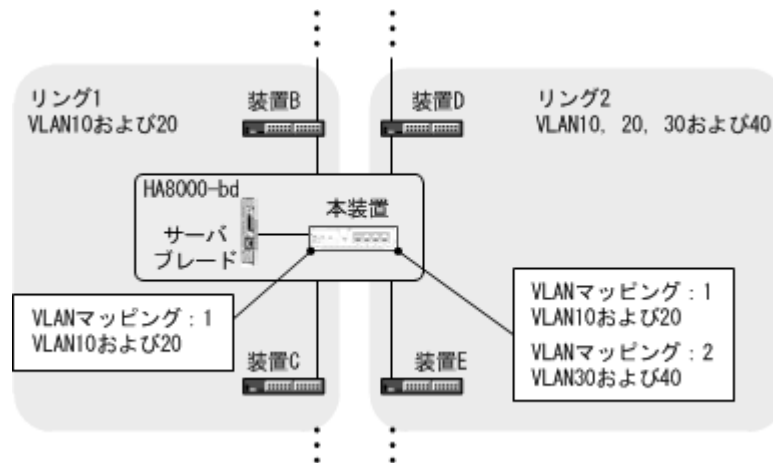 リング1
VLAN10および20
装置B
装置D
リング2
VLAN10, 20, 30および40
HA8000-bd
本装置
サーバ
ブレード
VLANマッピング：1
VLAN10および20
VLANマッピング：1
VLAN10および20
VLANマッピング：2
VLAN30および40
装置C
装置E